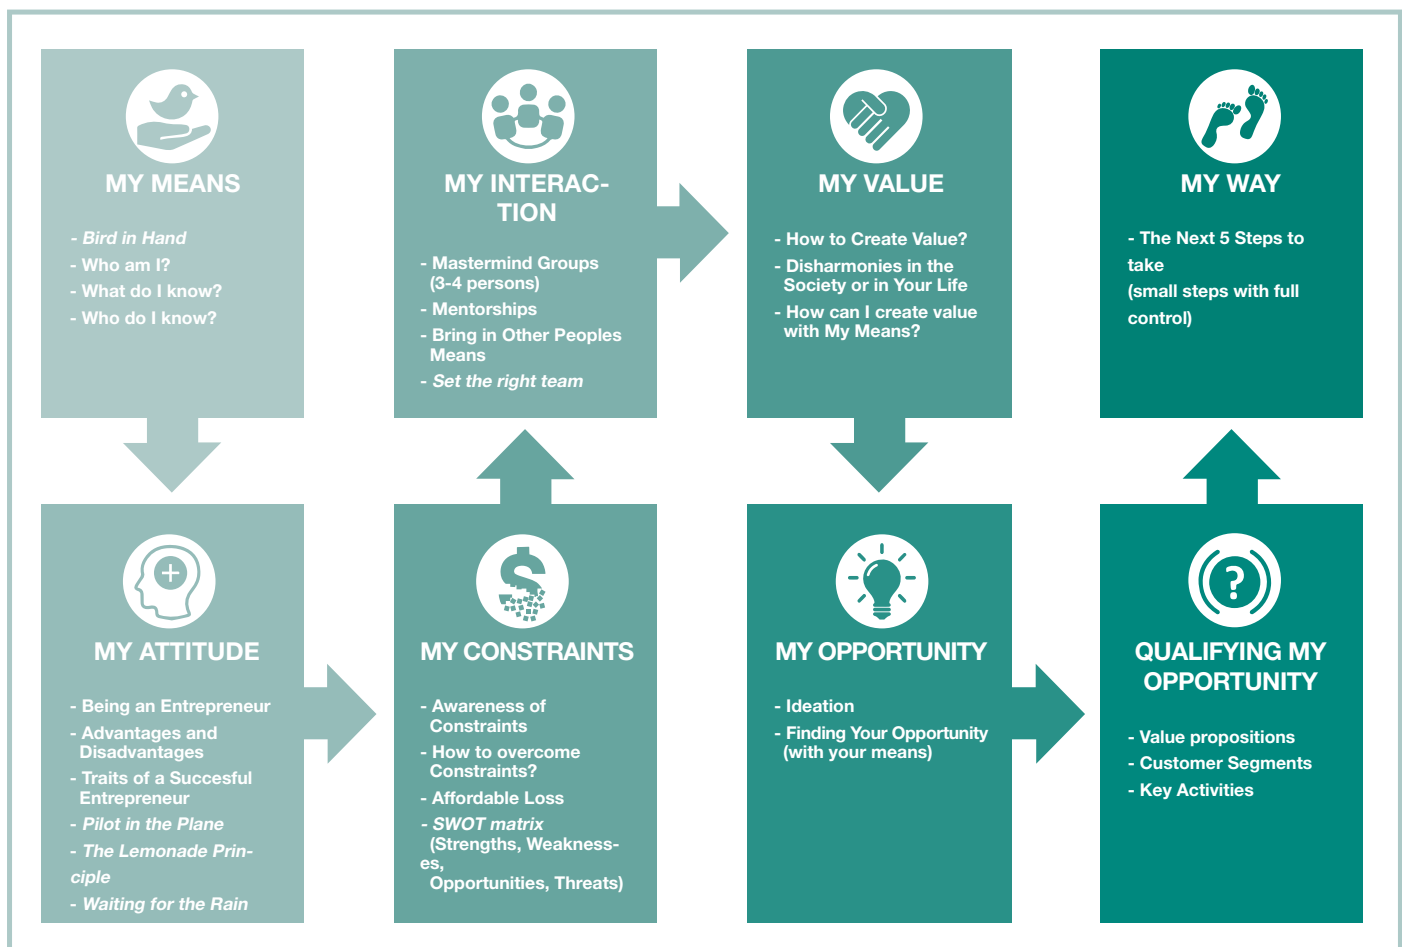 MY MEANS
- Bird in Hand
- Who am I?
- What do I know?
- Who do I know?
MY ATTITUDE
- Being an Entrepreneur
- Advantages and
Disadvantages
- Traits of a Succesful
Entrepreneur
- Pilot in the Plane
- The Lemonade Prin-
ciple
- Waiting for the Rain
MY CONSTRAINTS
- Awareness of
Constraints
- How to overcome
Constraints?
- Affordable Loss
- SWOT matrix
(Strengths, Weakness-
es,
Opportunities, Threats)
MY INTERAC-
TION
- Mastermind Groups
(3-4 persons)
- Mentorships
- Bring in Other Peoples
Means
- Set the right team
MY VALUE
- How to Create Value?
- Disharmonies in the
Society or in Your Life
- How can I create value
with My Means?
MY OPPORTUNITY
- Ideation
- Finding Your Opportunity
(with your means)
QUALIFYING MY
OPPORTUNITY
- Value propositions
- Customer Segments
- Key Activities
MY WAY
- The Next 5 Steps to
take
(small steps with full
control)